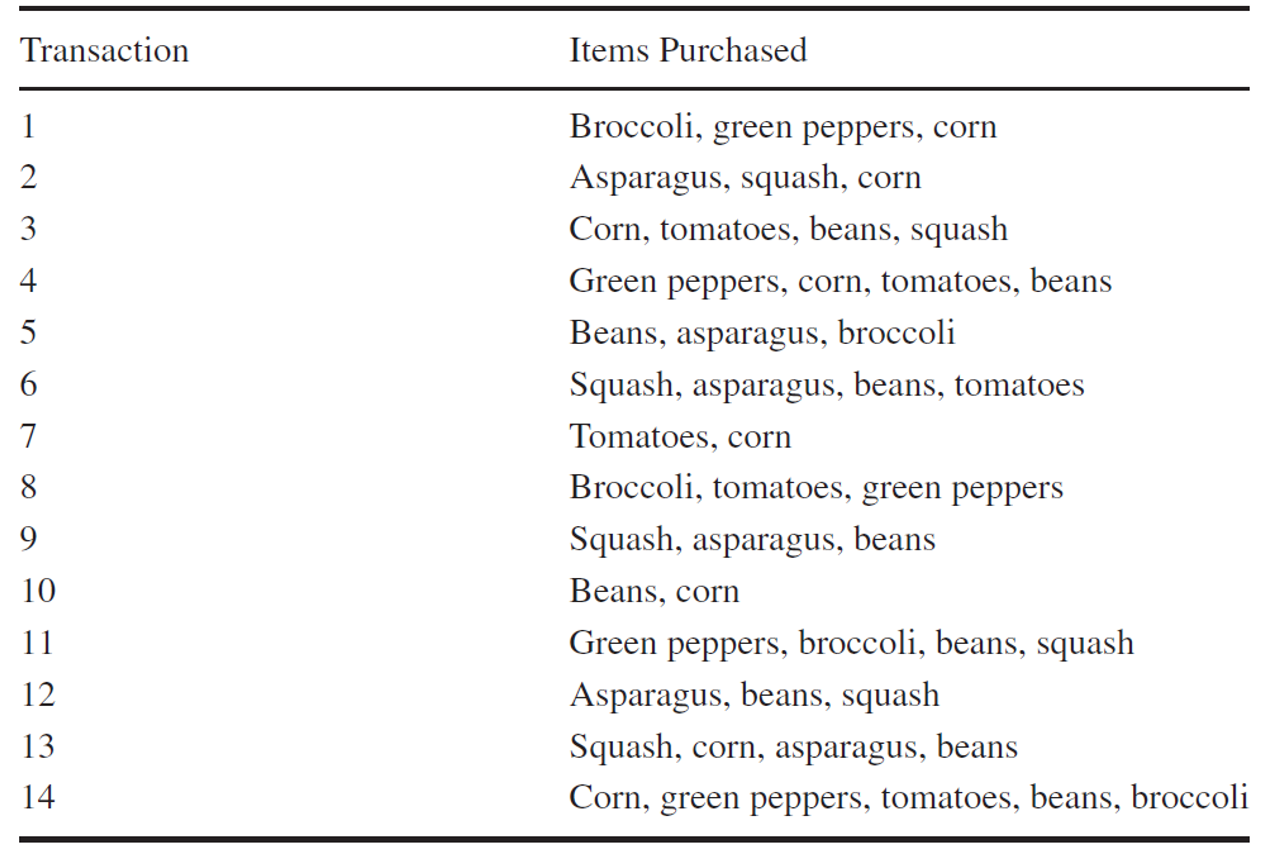 Transaction Items Purchased
1 Broccoli, green peppers, corn
2 Asparagus, squash, corn
3 Corn, tomatoes, beans, squash
4 Green peppers, corn, tomatoes, beans
5 Beans, asparagus, broccoli
6 Squash, asparagus, beans, tomatoes
7 Tomatoes, corn
8 Broccoli, tomatoes, green peppers
9 Squash, asparagus, beans
10 Beans, corn
11 Green peppers, broccoli, beans, squash
12 Asparagus, beans, squash
13 Squash, corn, asparagus, beans
14 Corn, green peppers, tomatoes, beans, broccoli